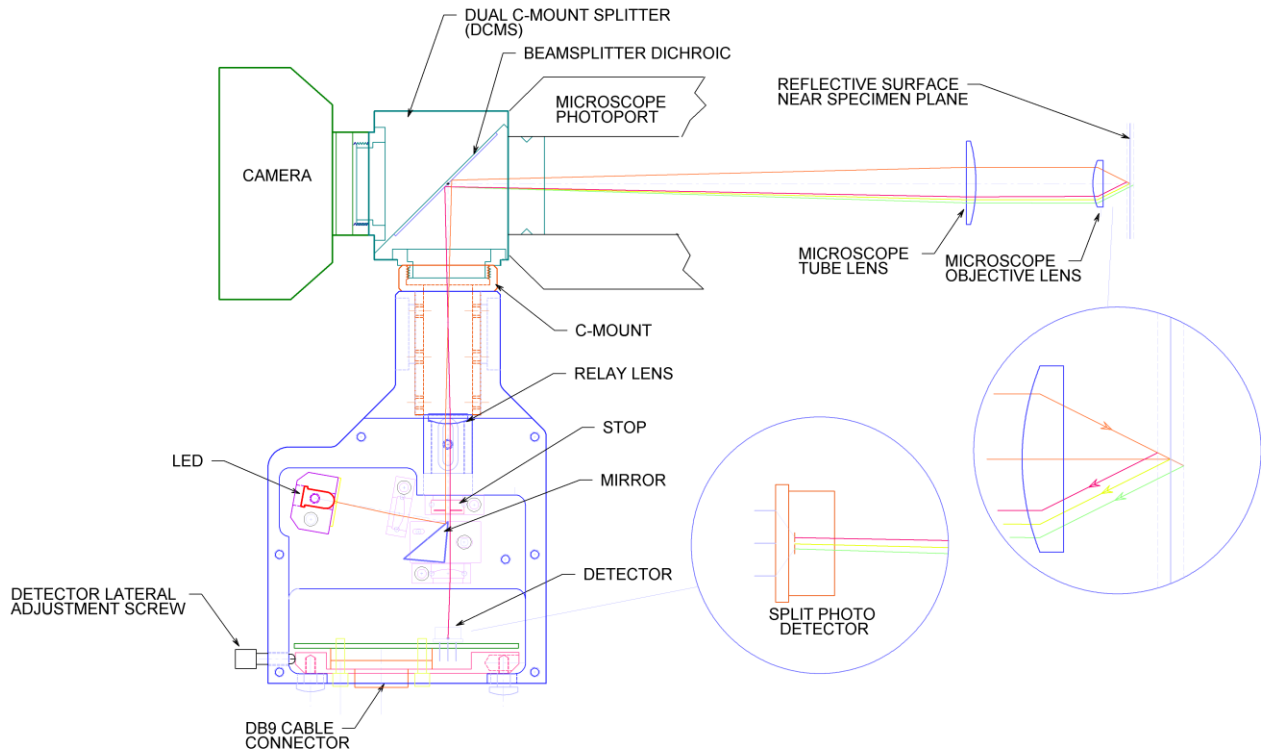 DUAL C-MOUNT SPLITTER
(DCMS)
BEAMSPLITTER DICHROIC
MICROSCOPE
PHOTOPORT
REFLECTIVE SURFACE
NEAR SPECIMEN PLANE
CAMERA
MICROSCOPE
TUBE LENS
MICROSCOPE
OBJECTIVE LENS
C-MOUNT
RELAY LENS
STOP
LED
MIRROR
DETECTOR
DETECTOR LATERAL
ADJUSTMENT SCREW
SPLIT PHOTO
DETECTOR
DB9 CABLE
CONNECTOR